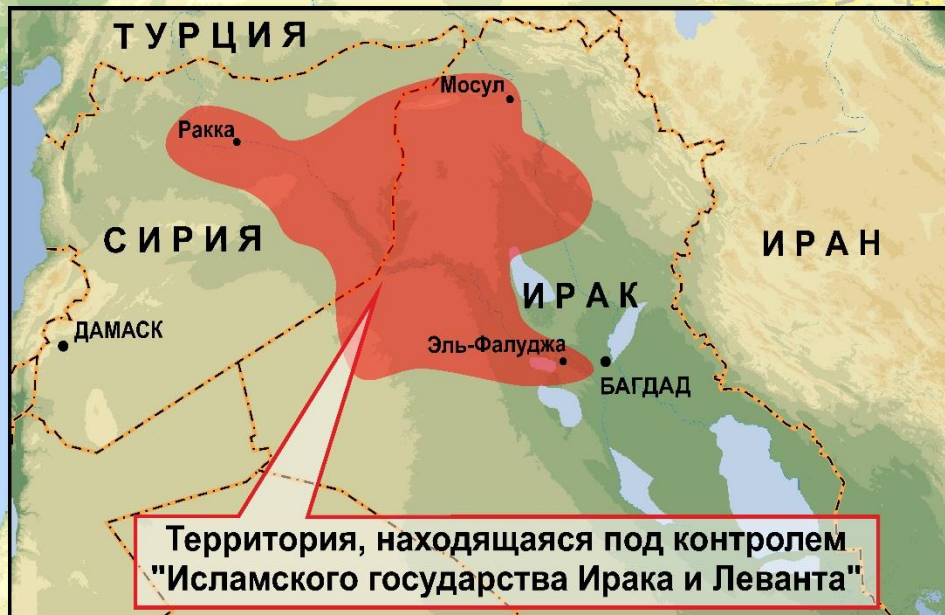 ТУРЦИЯ
Мосул
Ракка
СИРИЯ
ИРАН
ИРАК
ДАМАСК
Эль-Фалуджа
БАГДАД
Территория, находящаяся под контролем
"Исламского государства Ирака и Леванта"